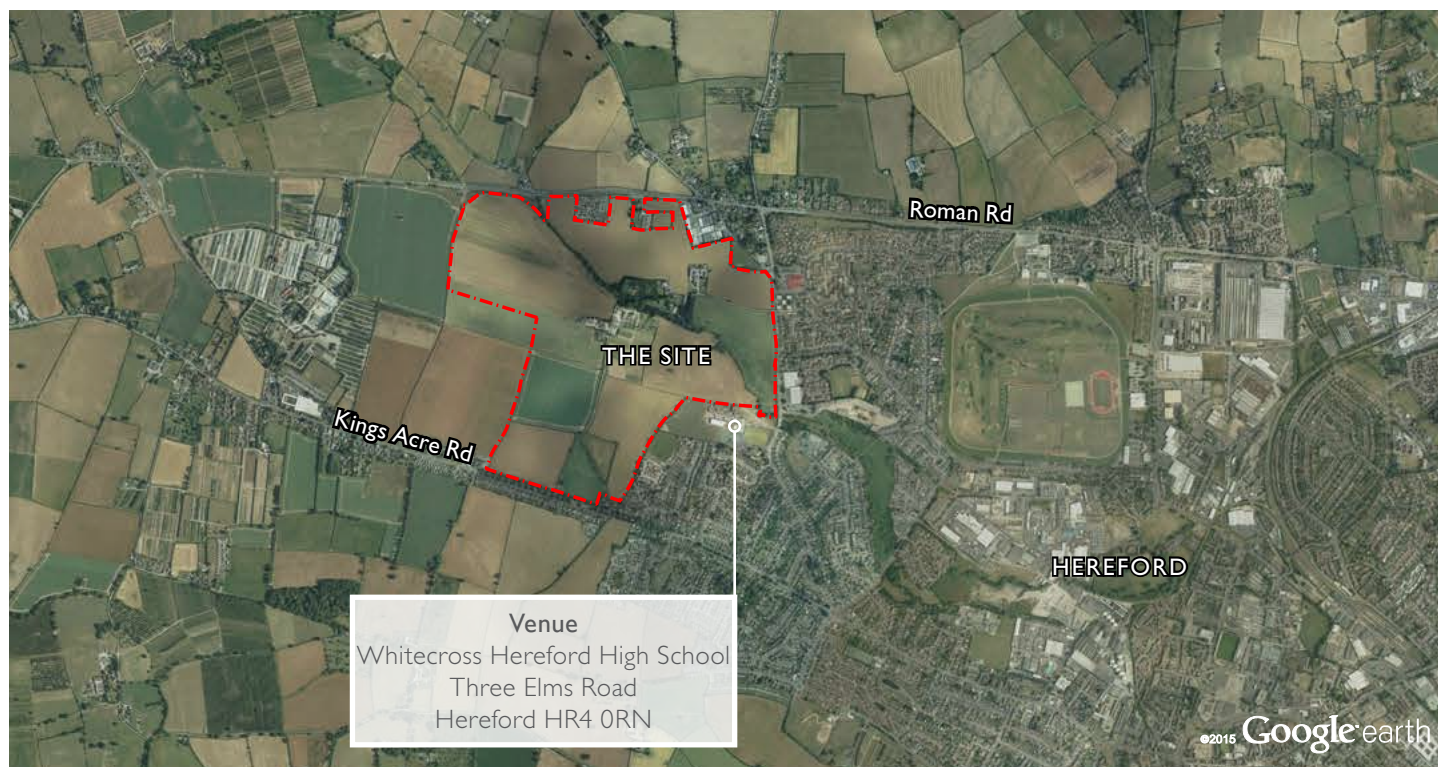 Roman Rd
THE SITE
Kings Acre Rd
HEREFORD
Venue
Whitecross Hereford High School
Three Elms Road
Hereford HR4 0RN
©2015 Google earth